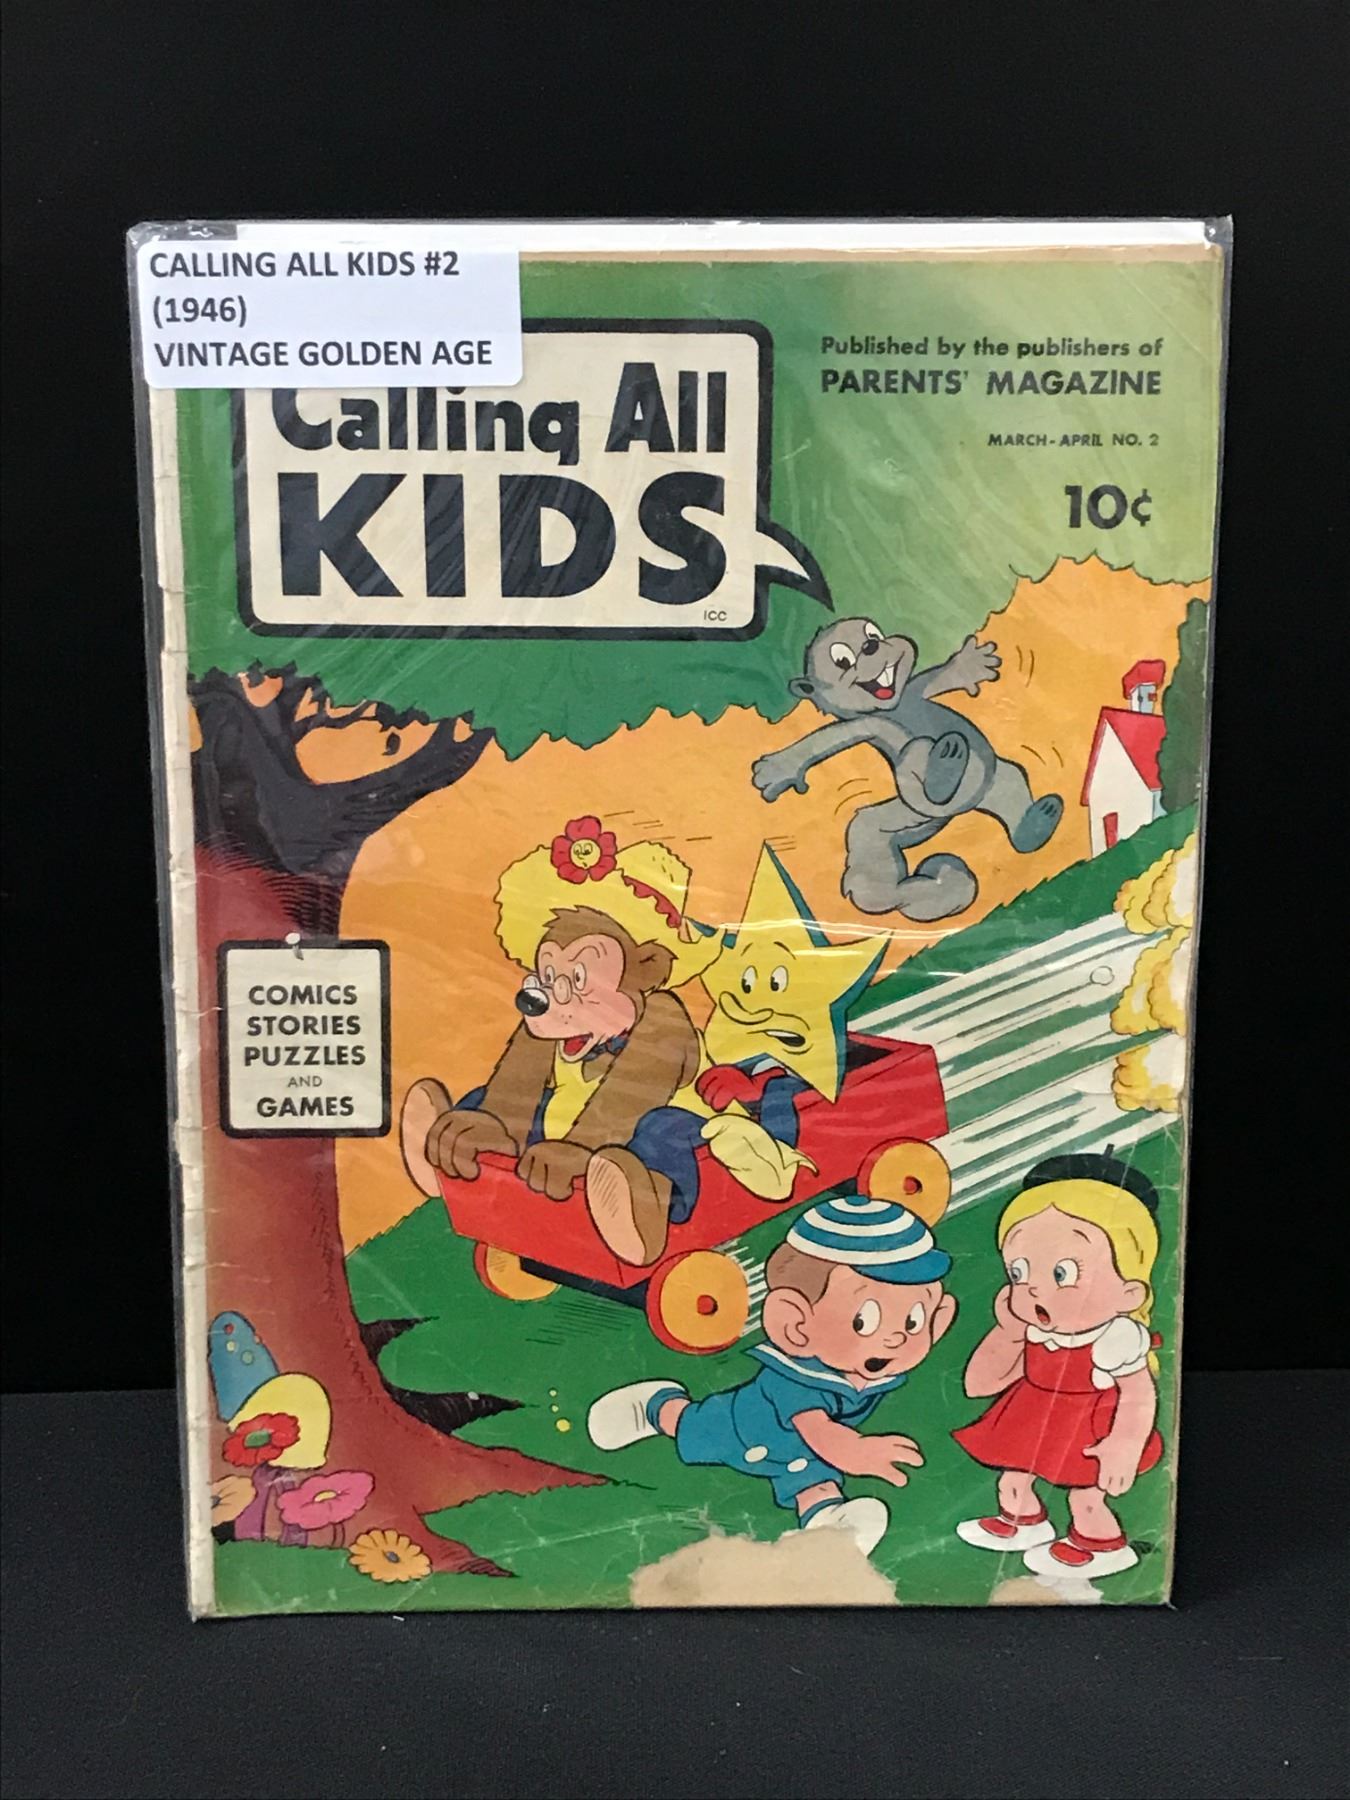 CALLING ALL KIDS #2
(1946)
VINTAGE GOLDEN AGE
Calling All
KIDS
ICC
Published by the publishers of
PARENTS' MAGAZINE
MARCH-APRIL NO. 2
10¢
COMICS
STORIES
PUZZLES
AND
GAMES